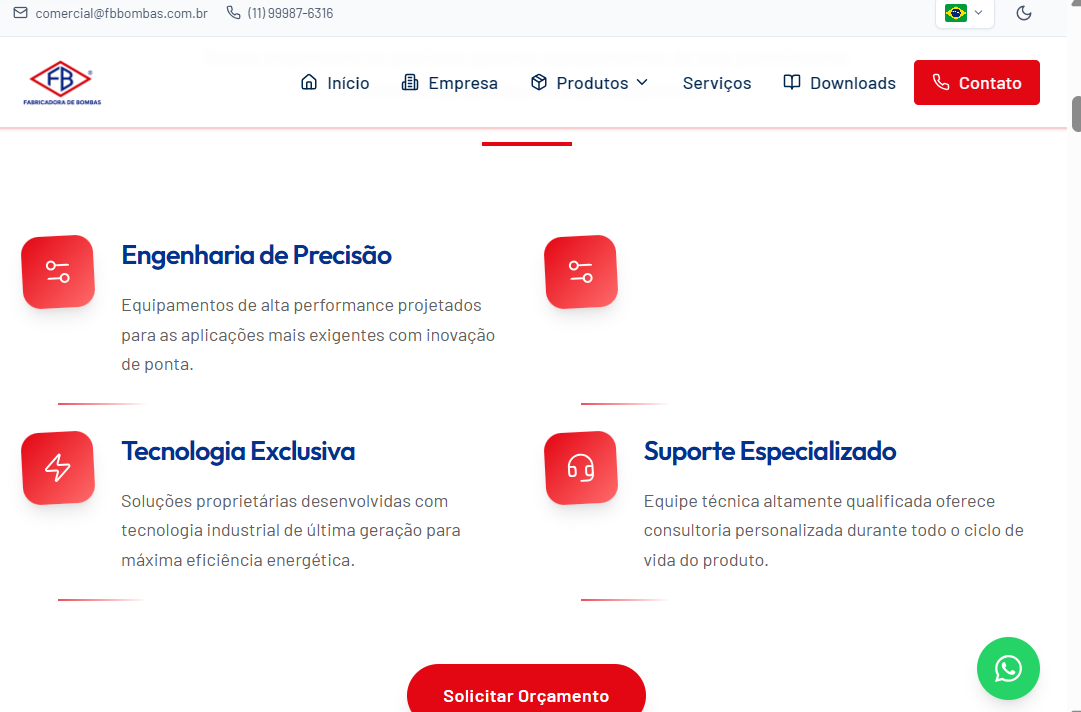 comercial@fbbombas.com.br
(11) 99987-6316
FB
®
FABRICADORA DE BOMBAS
Início
Empresa
Produtos
Serviços
Downloads
Contato
Engenharia de Precisão
Equipamentos de alta performance projetados
para as aplicações mais exigentes com inovação
de ponta.
Tecnologia Exclusiva
Soluções proprietárias desenvolvidas com
tecnologia industrial de última geração para
máxima eficiência energética.
Suporte Especializado
Equipe técnica altamente qualificada oferece
consultoria personalizada durante todo o ciclo de
vida do produto.
Solicitar Orçamento